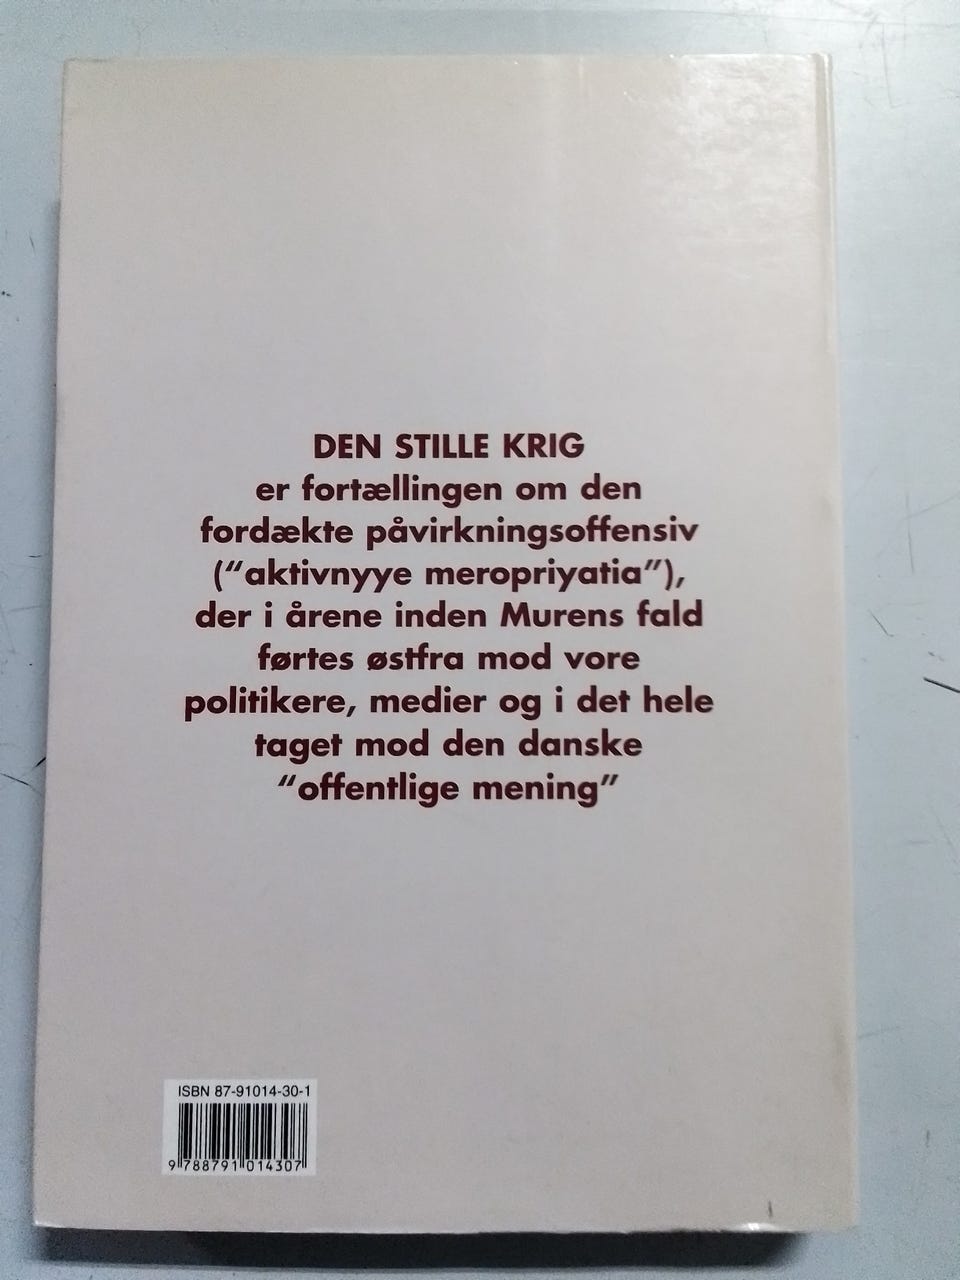 DEN STILLE KRIG
er fortællingen om den
fordækte påvirkningsoffensiv
(“aktivnyye meropriyatia”),
der i årene inden Murens fald
førtes østfra mod vore
politikere, medier og i det hele
taget mod den danske
“offentlige mening”
ISBN 87-91014-30-1
9 788791 014307